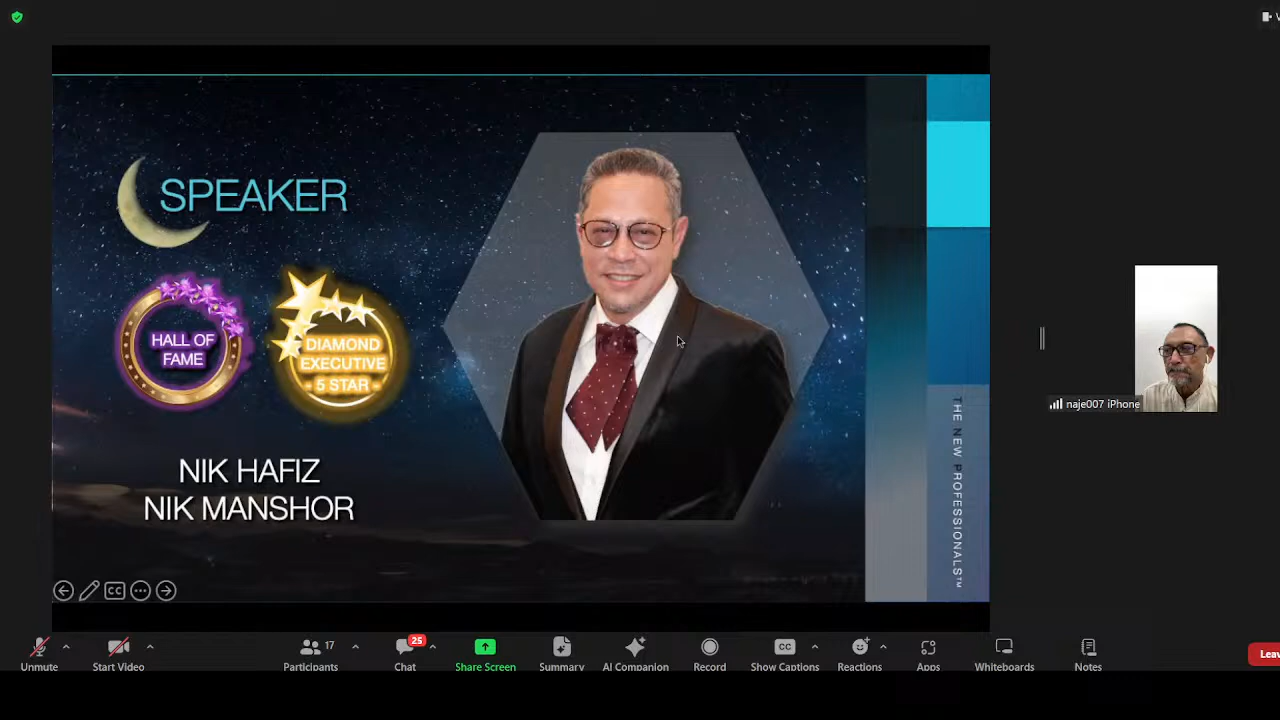 SPEAKER
HALL OF
FAME
DIAMOND
EXECUTIVE
5 STAR
NIK HAFIZ
NIK MANSHOR
THE NEW PROFESSIONALS™
naje007 iPhone
CC
17
25
CC
Unmute
Start Video
Participants
Chat
Share Screen
Summary
AI Companion
Record
Show Captions
Reactions
Apps
Whiteboards
Notes